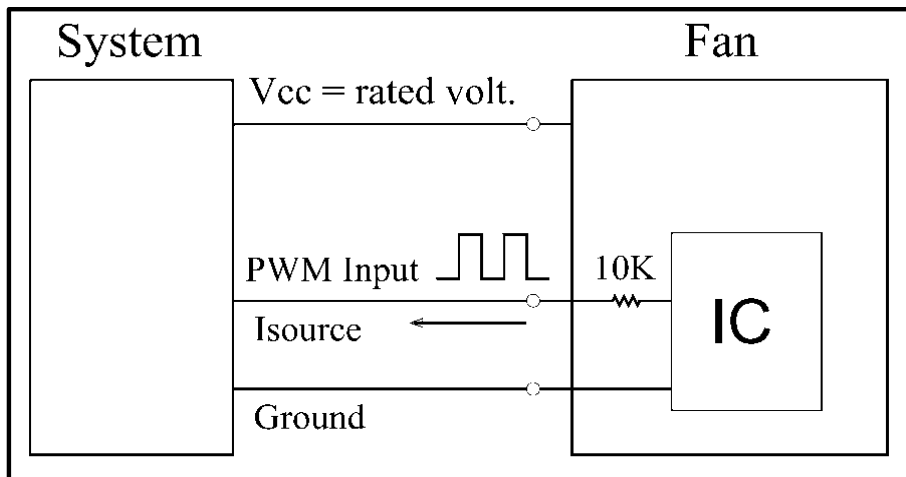 System
Fan
Vcc = rated volt.
PWM Input
10K
IC
Isource
Ground